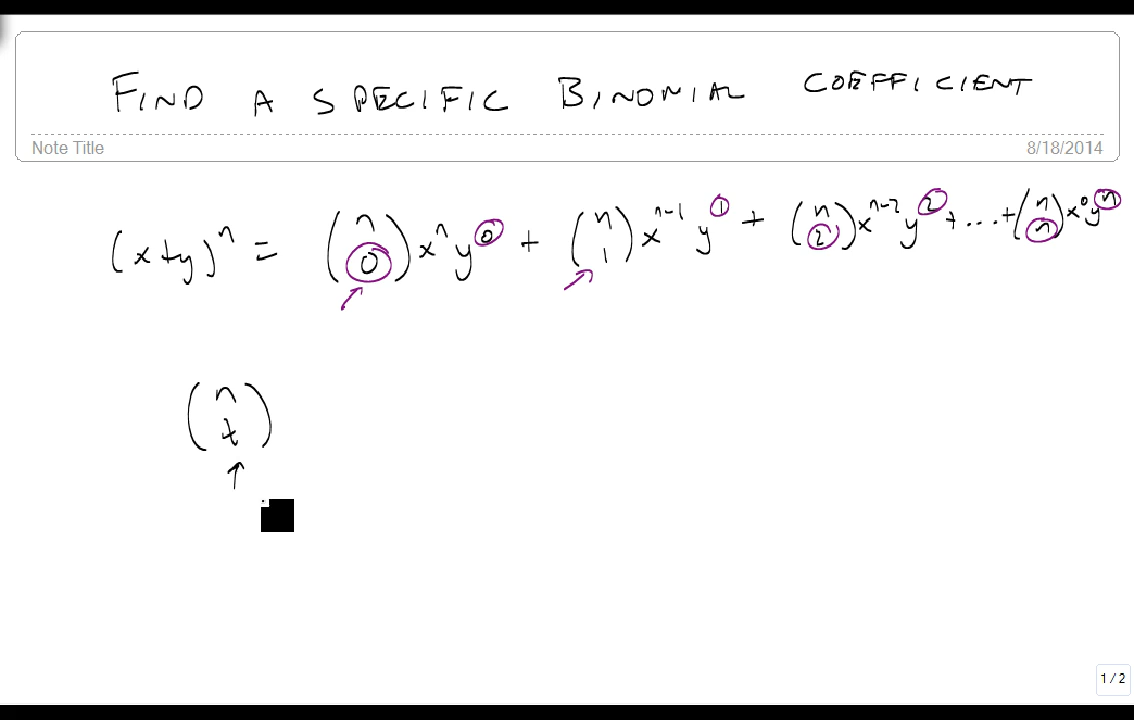 FIND A SPECIFIC BINOMIAL COEFFICIENT
Note Title
8/18/2014
(x+y)^n = (n 0) x^n y^0 + (n 1) x^{n-1} y^1 + (n 2) x^{n-2} y^2 + ... + (n n) x^0 y^n
(n t)
1 / 2